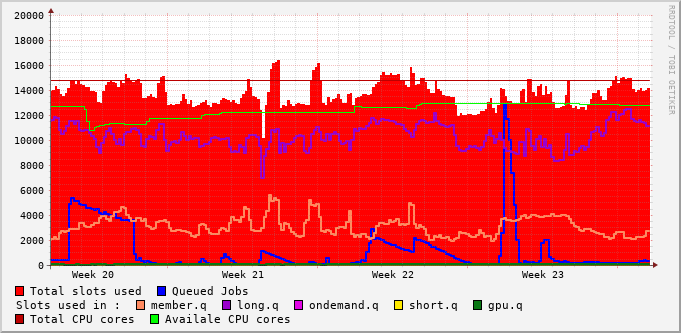 20000
18000
16000
14000
12000
10000
8000
6000
4000
2000
0
Week 20 Week 21 Week 22 Week 23
Total slots used Queued Jobs
Slots used in : member.q long.q ondemand.q short.q gpu.q
Total CPU cores Availale CPU cores
RRDTOOL / TOBI OETIKER